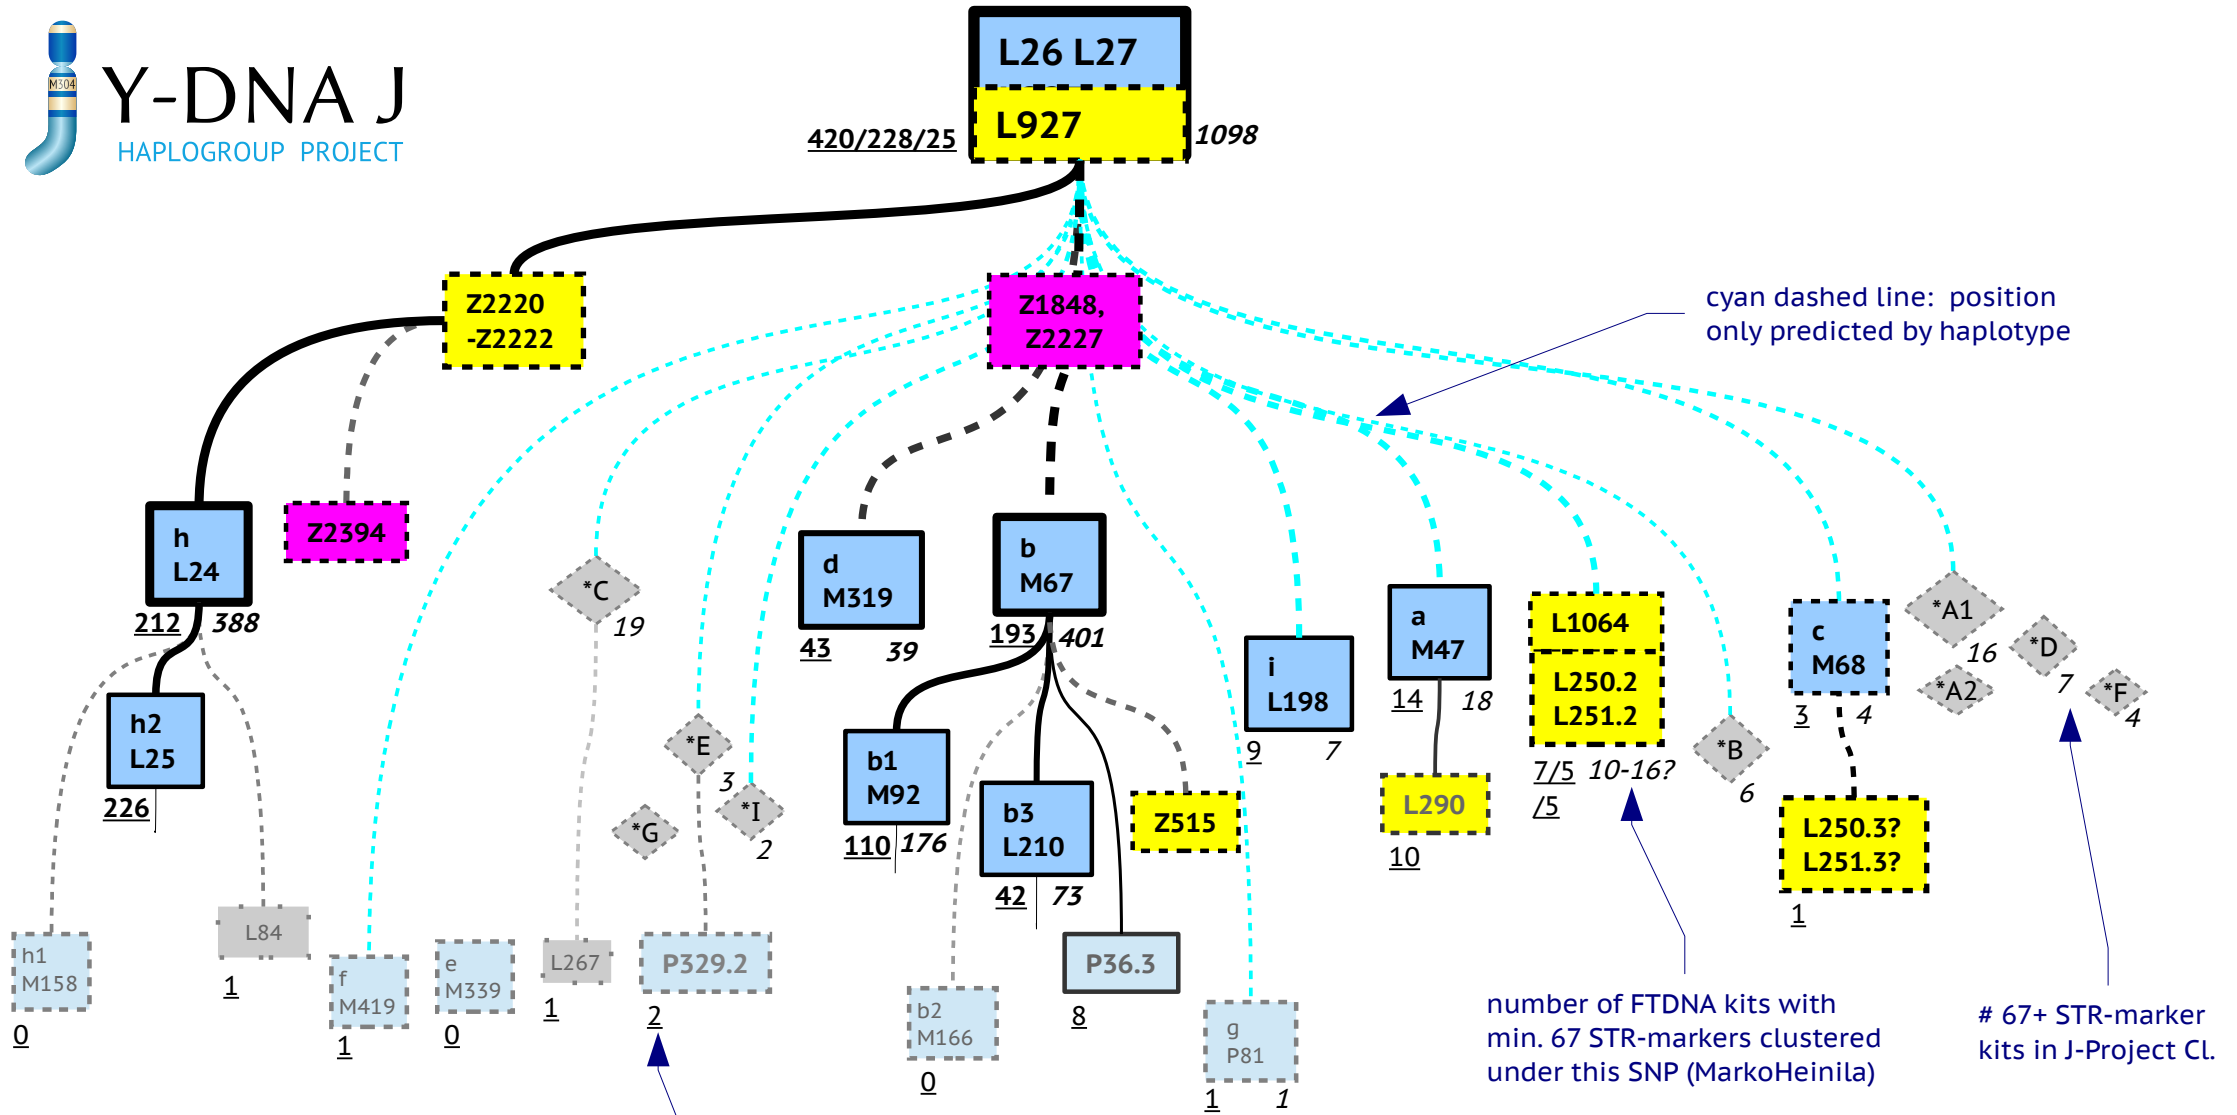 M304
Y-DNA J
HAPLOGROUP PROJECT
L26 L27
L927
420/228/25
1098
Z2220
-Z2222
Z1848,
Z2227
cyan dashed line: position
only predicted by haplotype
h
L24
212
388
Z2394
*C
19
d
M319
43
39
b
M67
193
401
i
L198
9
7
a
M47
14
18
L1064
L250.2
L251.2
7/5
/5
10-16?
c
M68
3
4
*A1
16
*A2
*D
7
*F
4
h2
L25
226
*E
3
*G
*I
2
b1
M92
110
176
b3
L210
42
73
Z515
L290
10
*B
6
L250.3?
L251.3?
1
h1
M158
0
L84
1
f
M419
1
e
M339
0
L267
1
P329.2
2
b2
M166
0
P36.3
8
g
P81
1
1
number of FTDNA kits with
min. 67 STR-markers clustered
under this SNP (MarkoHeinila)
# 67+ STR-marker
kits in J-Project Cl.